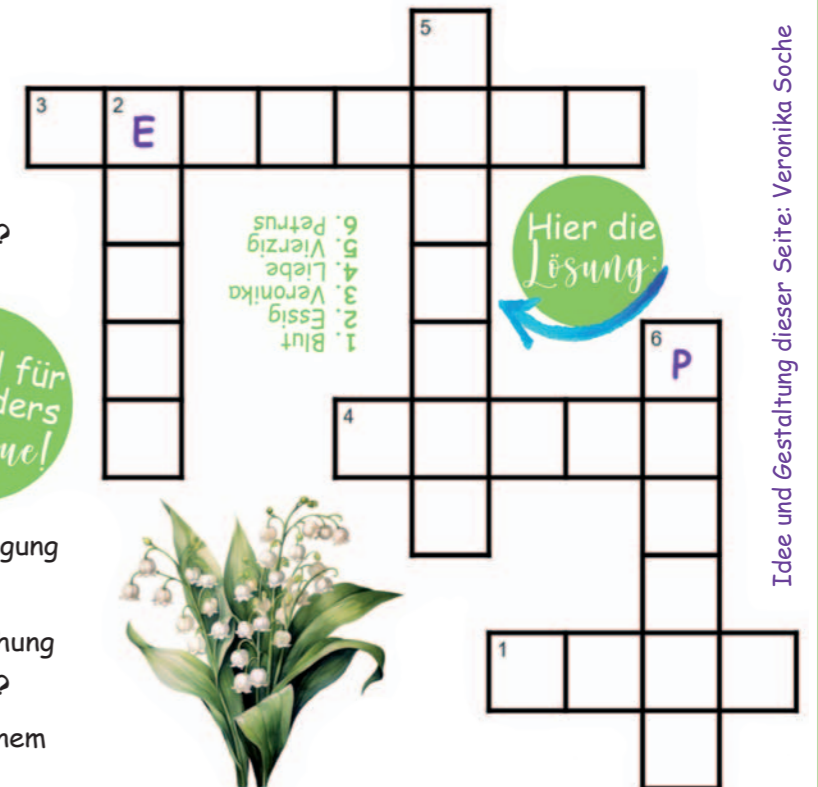 5
3
2
E
?
Hier die
Lösung:
6. Petrus
5. Vierzig
4. Liebe
3. Veronika
2. Essig
1. Blut
6
P
für
ders
ue!
4
gung
1
nung
?
nem
Idee und Gestaltung dieser Seite: Veronika Soche